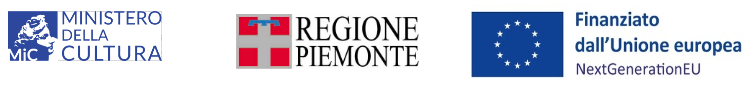 MINISTERO
DELLA
CULTURA
MiC
REGIONE
PIEMONTE
Finanziato
dall'Unione europea
NextGenerationEU